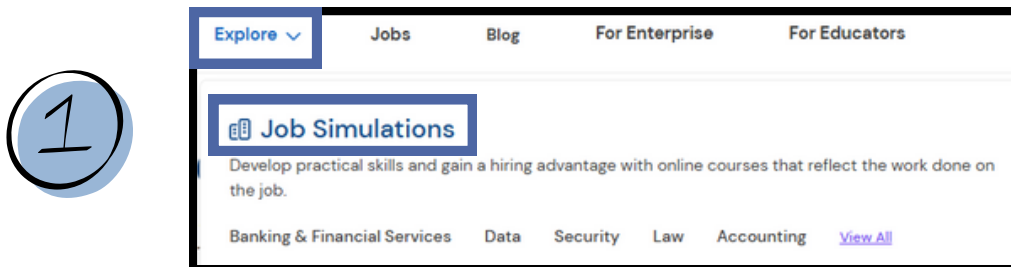 1
Explore Jobs Blog For Enterprise For Educators
Job Simulations
Develop practical skills and gain a hiring advantage with online courses that reflect the work done on
the job.
Banking & Financial Services Data Security Law Accounting View All